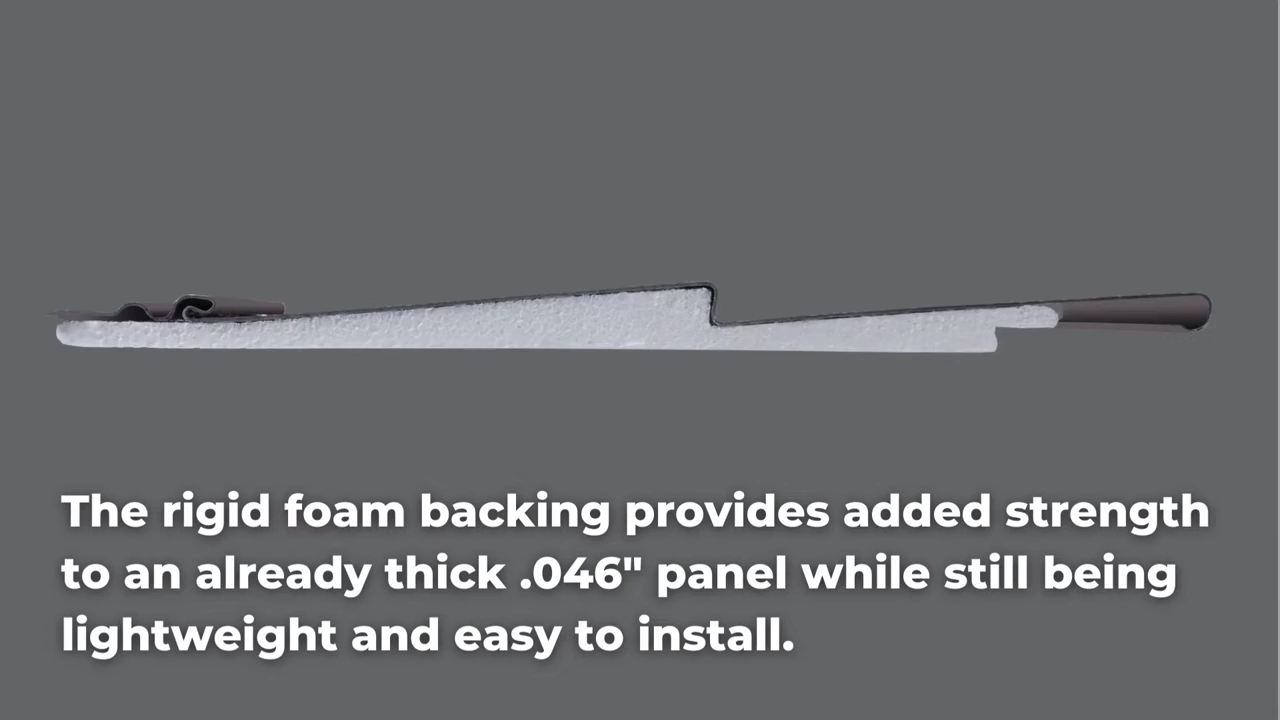 The rigid foam backing provides added strength
to an already thick .046" panel while still being
lightweight and easy to install.